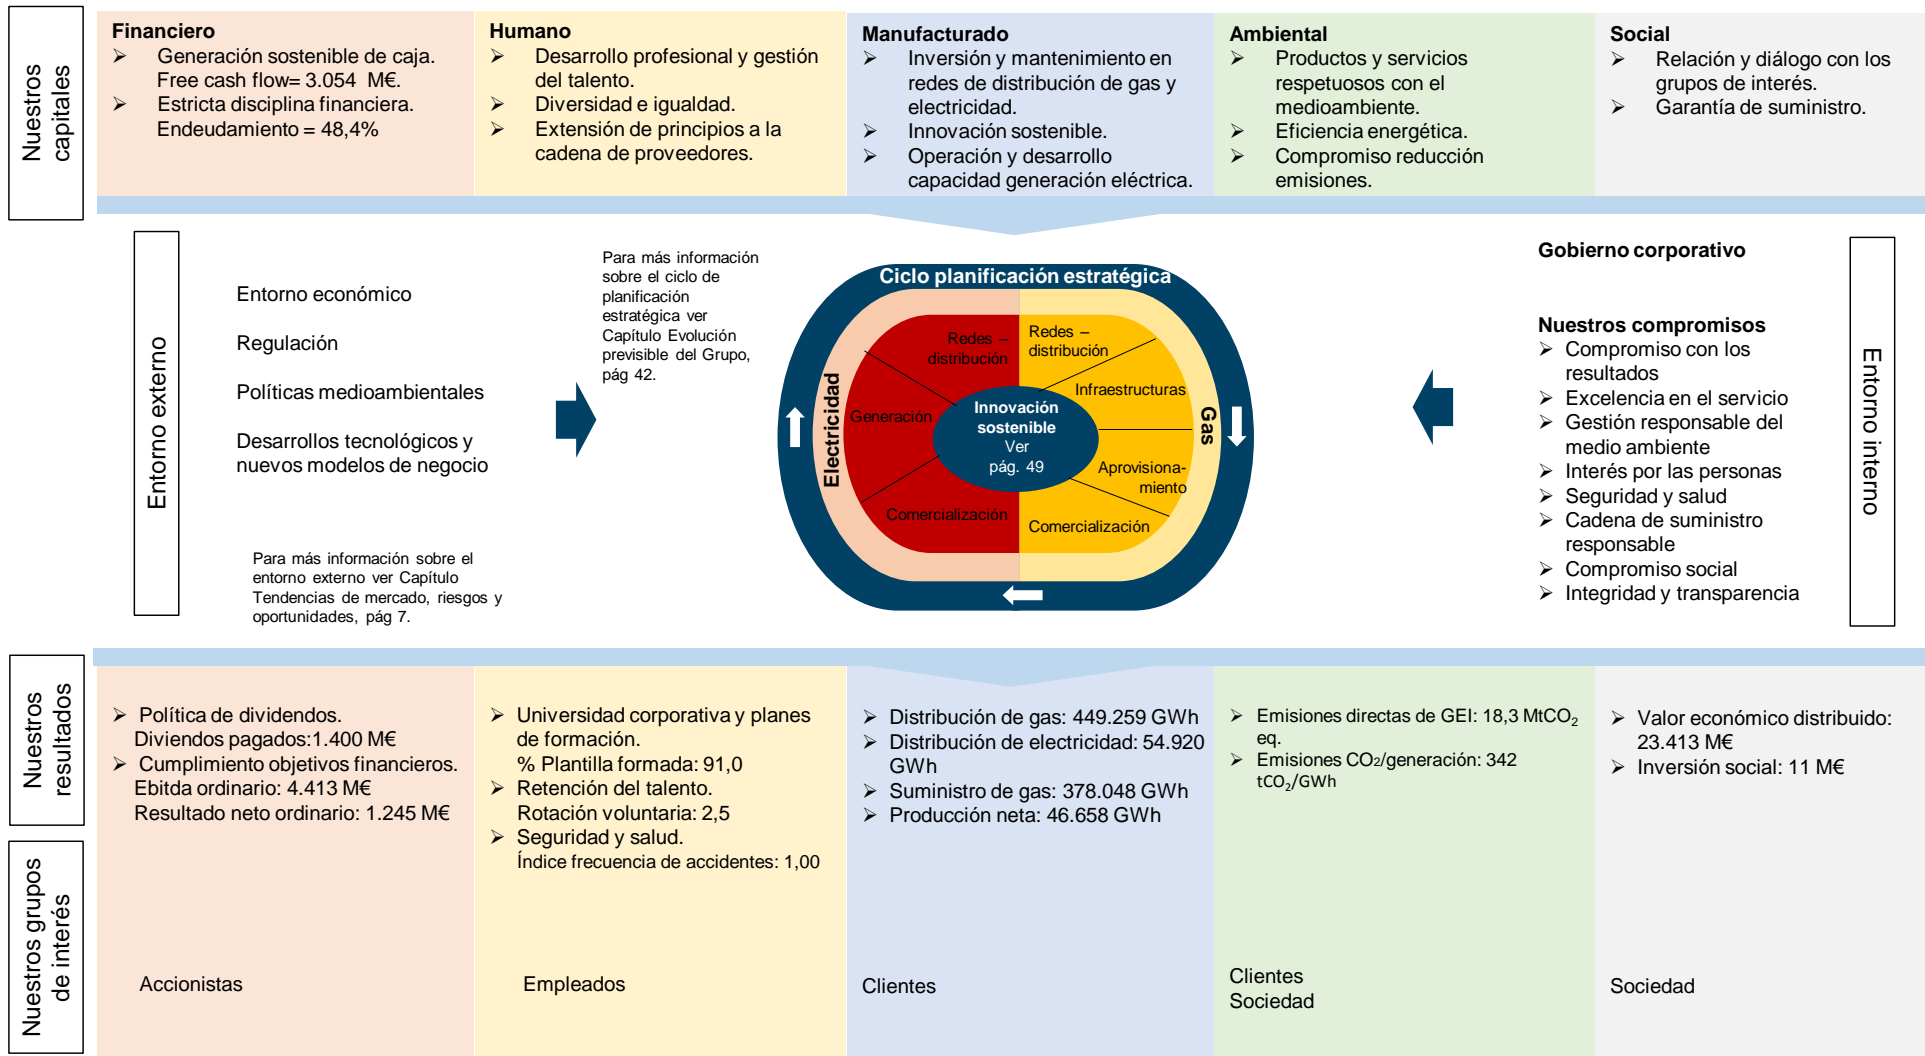 Nuestros
capitales
Financiero
➢ Generación sostenible de caja.
Free cash flow= 3.054 M€.
➢ Estricta disciplina financiera.
Endeudamiento = 48,4%
Humano
➢ Desarrollo profesional y gestión
del talento.
➢ Diversidad e igualdad.
➢ Extensión de principios a la
cadena de proveedores.
Manufacturado
➢ Inversión y mantenimiento en
redes de distribución de gas y
electricidad.
➢ Innovación sostenible.
➢ Operación y desarrollo
capacidad generación eléctrica.
Ambiental
➢ Productos y servicios
respetuosos con el
medioambiente.
➢ Eficiencia energética.
➢ Compromiso reducción
emisiones.
Social
➢ Relación y diálogo con los
grupos de interés.
➢ Garantía de suministro.
Entorno externo
Entorno económico
Regulación
Políticas medioambientales
Desarrollos tecnológicos y
nuevos modelos de negocio
Para más información sobre el
entorno externo ver Capítulo
Tendencias de mercado, riesgos y
oportunidades, pág 7.
Para más información
sobre el ciclo de
planificación
estratégica ver
Capítulo Evolución
previsible del Grupo,
pág 42.
Ciclo planificación estratégica
Electricidad
Redes –
distribución
Generación
Comercialización
Innovación
sostenible
Ver
pág. 49
Redes –
distribución
Infraestructuras
Aprovisiona-
miento
Comercialización
Gas
Gobierno corporativo
Nuestros compromisos
➢ Compromiso con los
resultados
➢ Excelencia en el servicio
➢ Gestión responsable del
medio ambiente
➢ Interés por las personas
➢ Seguridad y salud
➢ Cadena de suministro
responsable
➢ Compromiso social
➢ Integridad y transparencia
Entorno interno
Nuestros
resultados
➢ Política de dividendos.
Diviendos pagados:1.400 M€
➢ Cumplimiento objetivos financieros.
Ebitda ordinario: 4.413 M€
Resultado neto ordinario: 1.245 M€
➢ Universidad corporativa y planes
de formación.
% Plantilla formada: 91,0
➢ Retención del talento.
Rotación voluntaria: 2,5
➢ Seguridad y salud.
Índice frecuencia de accidentes: 1,00
➢ Distribución de gas: 449.259 GWh
➢ Distribución de electricidad: 54.920
GWh
➢ Suministro de gas: 378.048 GWh
➢ Producción neta: 46.658 GWh
➢ Emisiones directas de GEI: 18,3 MtCO₂
eq.
➢ Emisiones CO₂/generación: 342
tCO₂/GWh
➢ Valor económico distribuido:
23.413 M€
➢ Inversión social: 11 M€
Nuestros grupos
de interés
Accionistas
Empleados
Clientes
Clientes
Sociedad
Sociedad